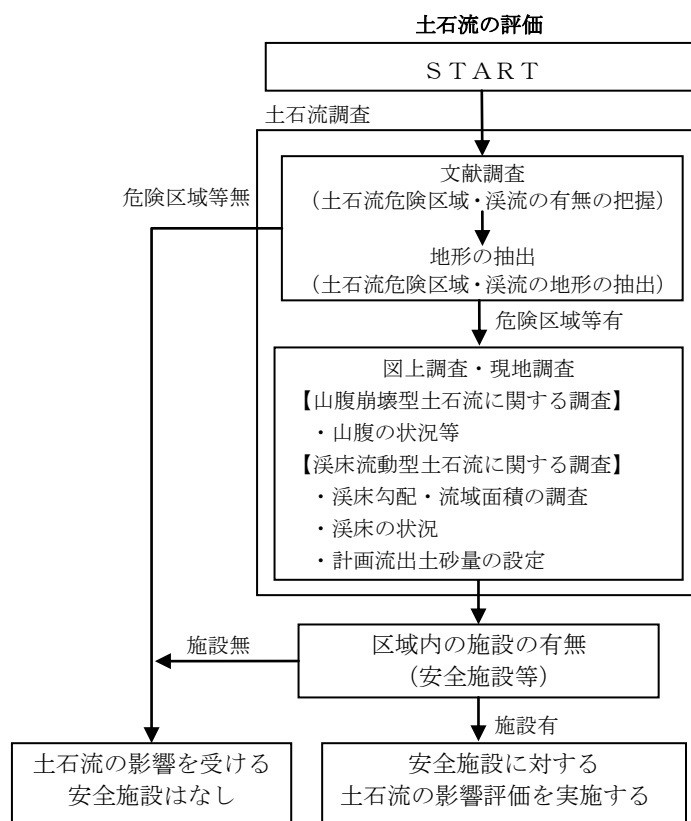 土石流の評価
ＳＴＡＲＴ
土石流調査
文献調査
（土石流危険区域・渓流の有無の把握）
危険区域等無
地形の抽出
（土石流危険区域・渓流の地形の抽出）
危険区域等有
図上調査・現地調査
【山腹崩壊型土石流に関する調査】
・山腹の状況等
【渓床流動型土石流に関する調査】
・渓床勾配・流域面積の調査
・渓床の状況
・計画流出土砂量の設定
施設無
区域内の施設の有無
（安全施設等）
施設有
土石流の影響を受ける
安全施設はなし
安全施設に対する
土石流の影響評価を実施する